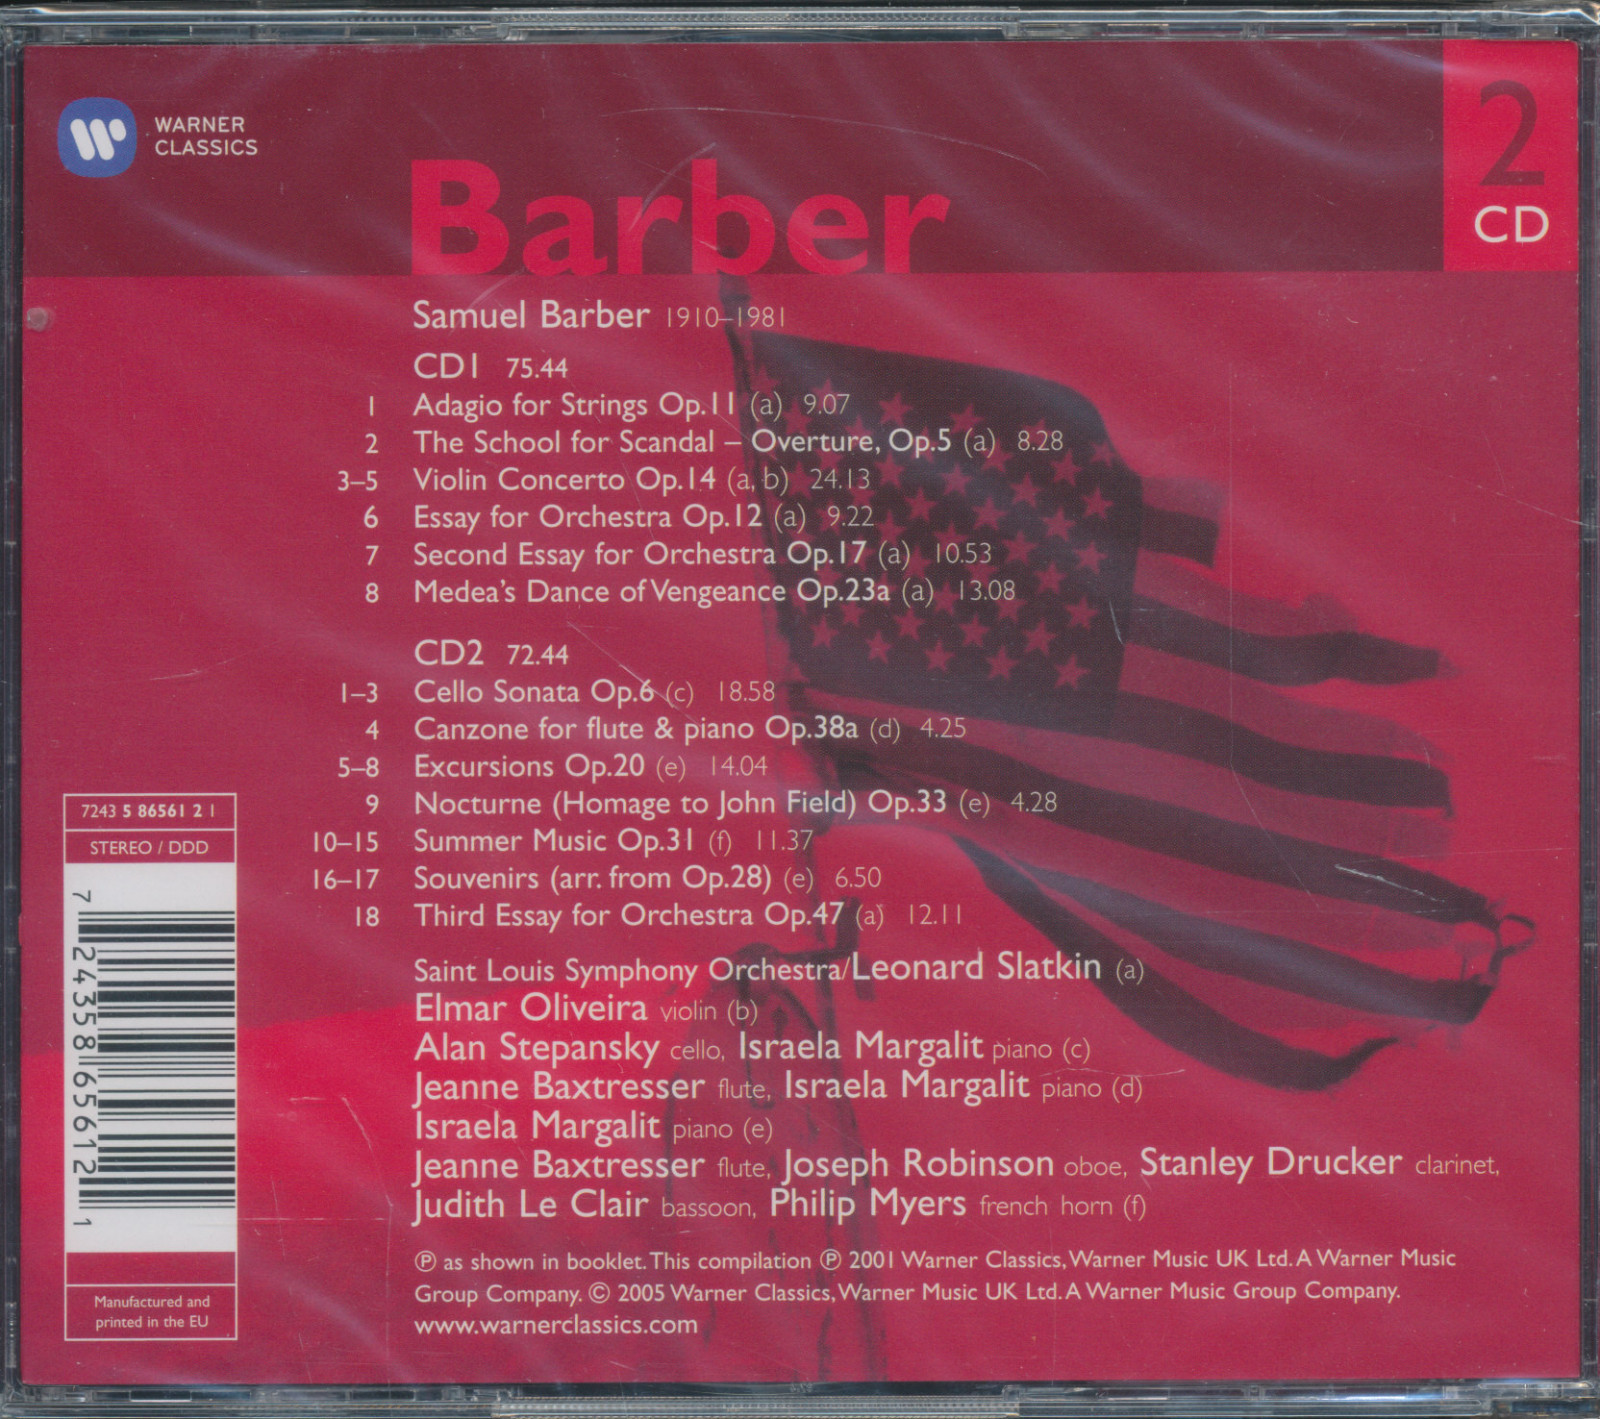 WARNER
CLASSICS
2
CD
Barber
Samuel Barber 1910–1981
CD1 75.44
1 Adagio for Strings Op.11 (a) 9.07
2 The School for Scandal – Overture, Op.5 (a) 8.28
3–5 Violin Concerto Op.14 (a, b) 24.13
6 Essay for Orchestra Op.12 (a) 9.22
7 Second Essay for Orchestra Op.17 (a) 10.53
8 Medea's Dance of Vengeance Op.23a (a) 13.08
CD2 72.44
1–3 Cello Sonata Op.6 (c) 18.58
4 Canzone for flute & piano Op.38a (d) 4.25
5–8 Excursions Op.20 (e) 14.04
9 Nocturne (Homage to John Field) Op.33 (e) 4.28
10–15 Summer Music Op.31 (f) 11.37
16–17 Souvenirs (arr. from Op.28) (e) 6.50
18 Third Essay for Orchestra Op.47 (a) 12.11
Saint Louis Symphony Orchestra/Leonard Slatkin (a)
Elmar Oliveira violin (b)
Alan Stepansky cello, Israela Margalit piano (c)
Jeanne Baxtresser flute, Israela Margalit piano (d)
Israela Margalit piano (e)
Jeanne Baxtresser flute, Joseph Robinson oboe, Stanley Drucker clarinet,
Judith Le Clair bassoon, Philip Myers french horn (f)
℗ as shown in booklet. This compilation ℗ 2001 Warner Classics, Warner Music UK Ltd. A Warner Music
Group Company. © 2005 Warner Classics, Warner Music UK Ltd. A Warner Music Group Company.
www.warnerclassics.com
7243 5 86561 2 1
STEREO / DDD
7 24358 65612 1
Manufactured and
printed in the EU